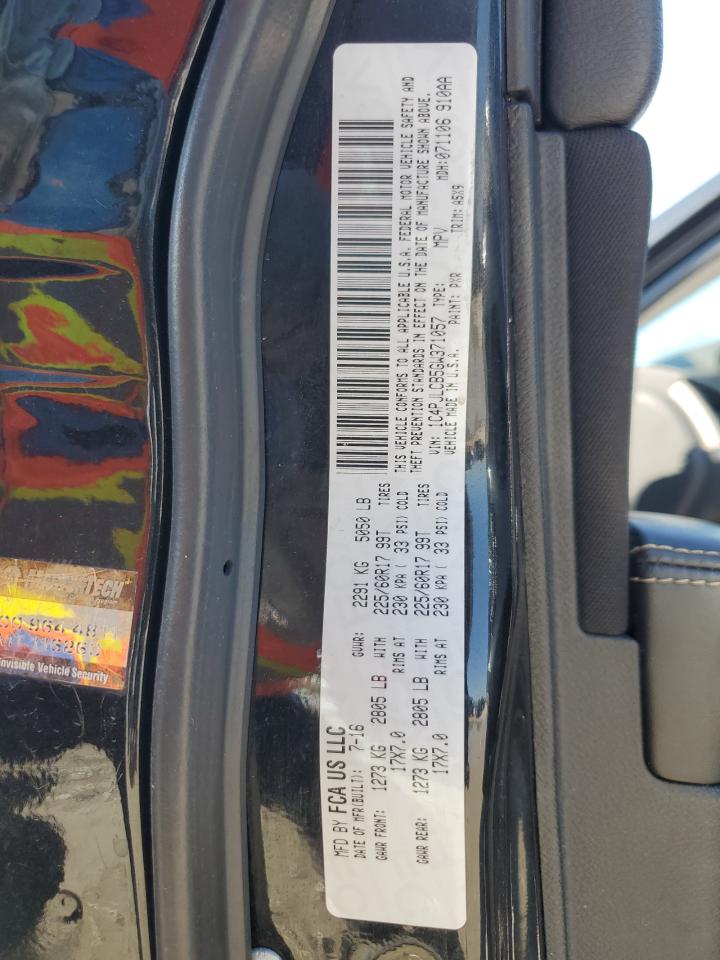 MFD BY FCA US LLC
DATE OF MFR(BUILT): 7-16 GVWR: 2291 KG 5050 LB
GAWR FRONT: 1273 KG 2805 LB WITH 225/60R17 99T TIRES
17X7.0 RIMS AT 230 KPA ( 33 PSI) COLD
GAWR REAR: 1273 KG 2805 LB WITH 225/60R17 99T TIRES
17X7.0 RIMS AT 230 KPA ( 33 PSI) COLD
THIS VEHICLE CONFORMS TO ALL APPLICABLE U.S.A. FEDERAL MOTOR VEHICLE SAFETY AND
THEFT PREVENTION STANDARDS IN EFFECT ON THE DATE OF MANUFACTURE SHOWN ABOVE.
VIN: 1C4PJLCB5GW371057 TYPE: MPV MDH: 071106 910AA
VEHICLE MADE IN U.S.A. PAINT: PXR TRIM: A5X9
TECH
Invisible Vehicle Security